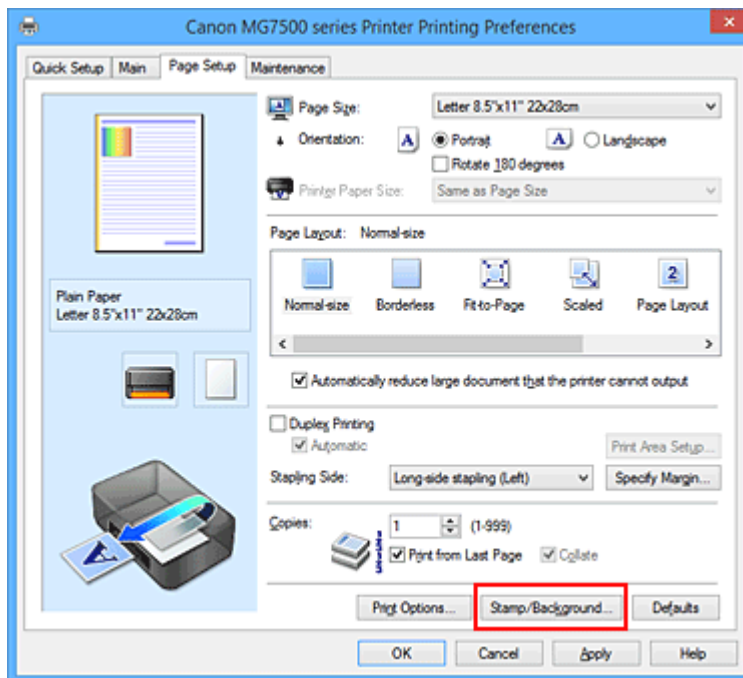 Canon MG7500 series Printer Printing Preferences
Quick Setup Main Page Setup Maintenance
Page Size: Letter 8.5"x11" 22x28cm
Orientation: A Portrait A Landscape
Rotate 180 degrees
Printer Paper Size: Same as Page Size
Page Layout: Normal-size
2
Normal-size Borderless Fit-to-Page Scaled Page Layout
Plain Paper
Letter 8.5"x11" 22x28cm
Automatically reduce large document that the printer cannot output
Duplex Printing
Automatic Print Area Setup...
Stapling Side: Long-side stapling (Left) Specify Margin...
Copies: 1 (1-999)
Print from Last Page Collate
A
Print Options... Stamp/Background... Defaults
OK Cancel Apply Help